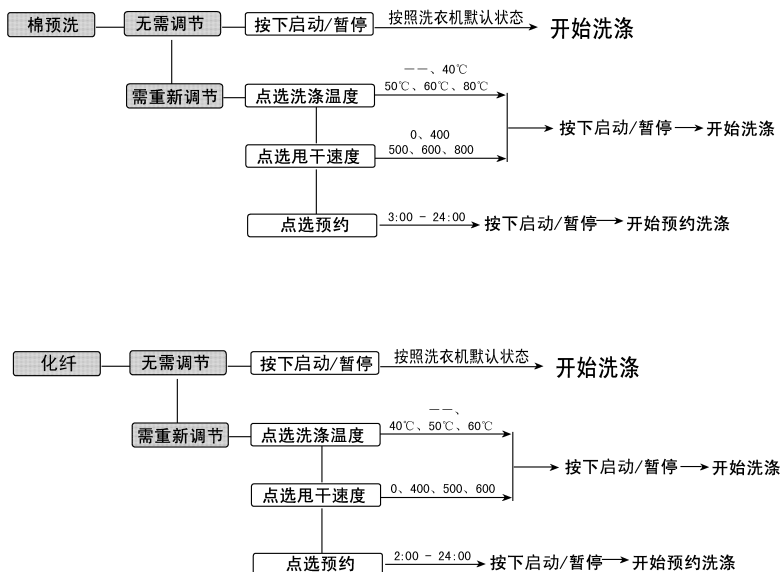 棉预洗 无需调节 按下启动/暂停 按照洗衣机默认状态 开始洗涤
需重新调节 点选洗涤温度 一一、40℃
50℃、60℃、80℃
按下启动/暂停 开始洗涤
点选甩干速度 0、400
500、600、800
点选预约 3:00 - 24:00 按下启动/暂停 开始预约洗涤
化纤 无需调节 按下启动/暂停 按照洗衣机默认状态 开始洗涤
需重新调节 点选洗涤温度 一一、
40℃、50℃、60℃
按下启动/暂停 开始洗涤
点选甩干速度 0、400、500、600
点选预约 2:00 - 24:00 按下启动/暂停 开始预约洗涤